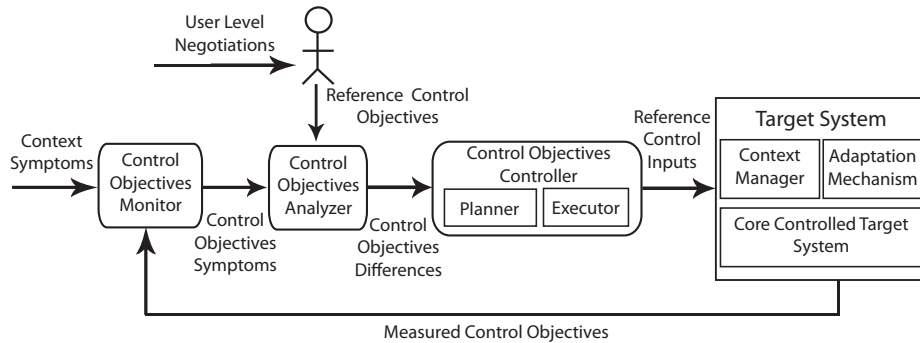 User Level
Negotiations
Reference Control
Objectives
Context
Symptoms
Control
Objectives
Monitor
Control
Objectives
Symptoms
Control
Objectives
Analyzer
Control
Objectives
Differences
Control Objectives
Controller
Planner
Executor
Reference
Control
Inputs
Target System
Context
Manager
Adaptation
Mechanism
Core Controlled Target
System
Measured Control Objectives